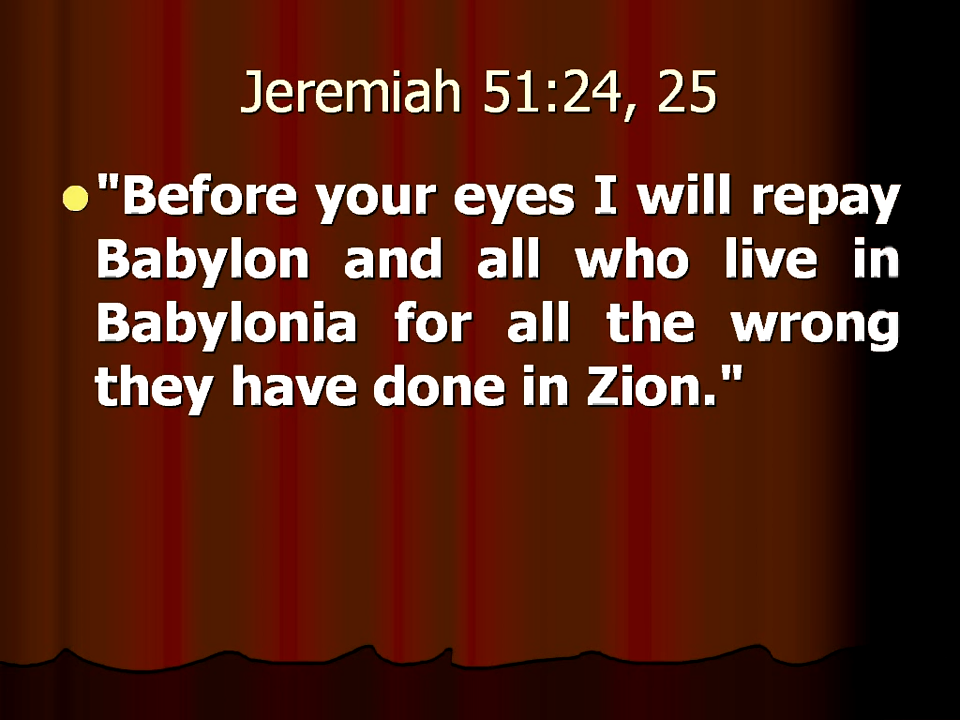 Jeremiah 51:24, 25
"Before your eyes I will repay
Babylon and all who live in
Babylonia for all the wrong
they have done in Zion."